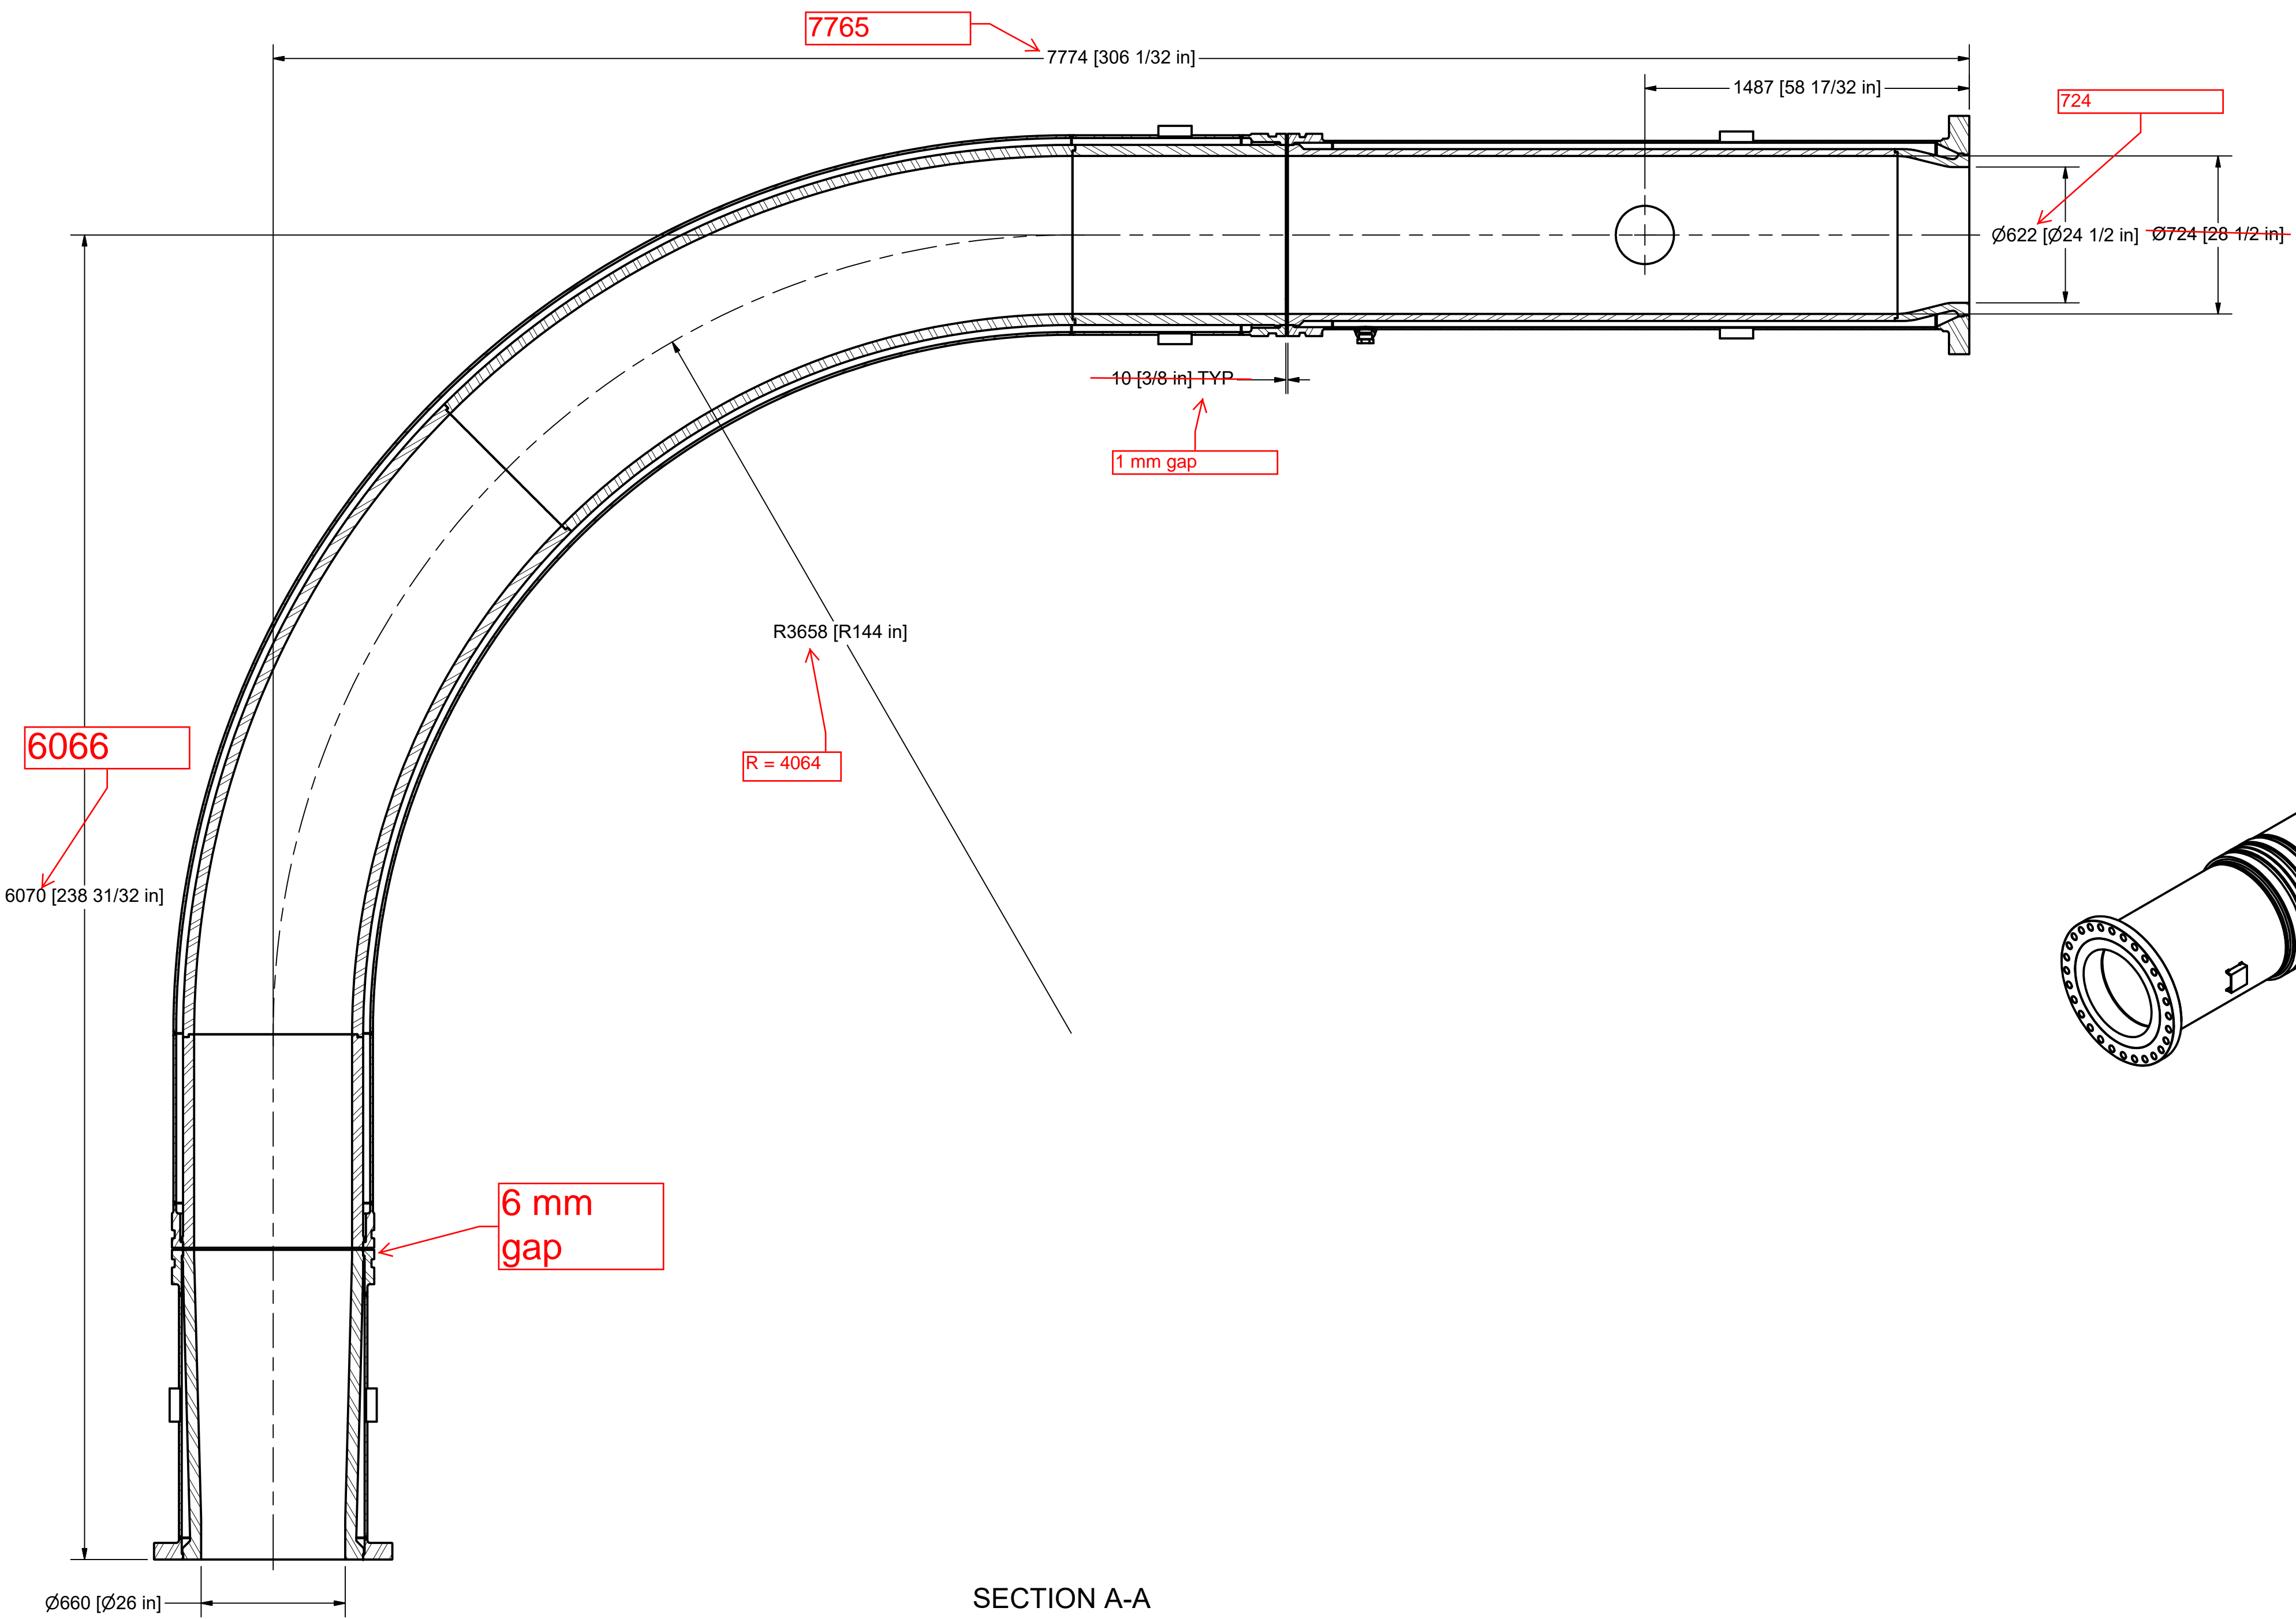 7765
7774 [306 1/32 in]
1487 [58 17/32 in]
724
Ø622 [Ø24 1/2 in]
Ø724 [28 1/2 in]
10 [3/8 in] TYP
1 mm gap
R3658 [R144 in]
R = 4064
6066
6070 [238 31/32 in]
6 mm
gap
Ø660 [Ø26 in]
SECTION A-A